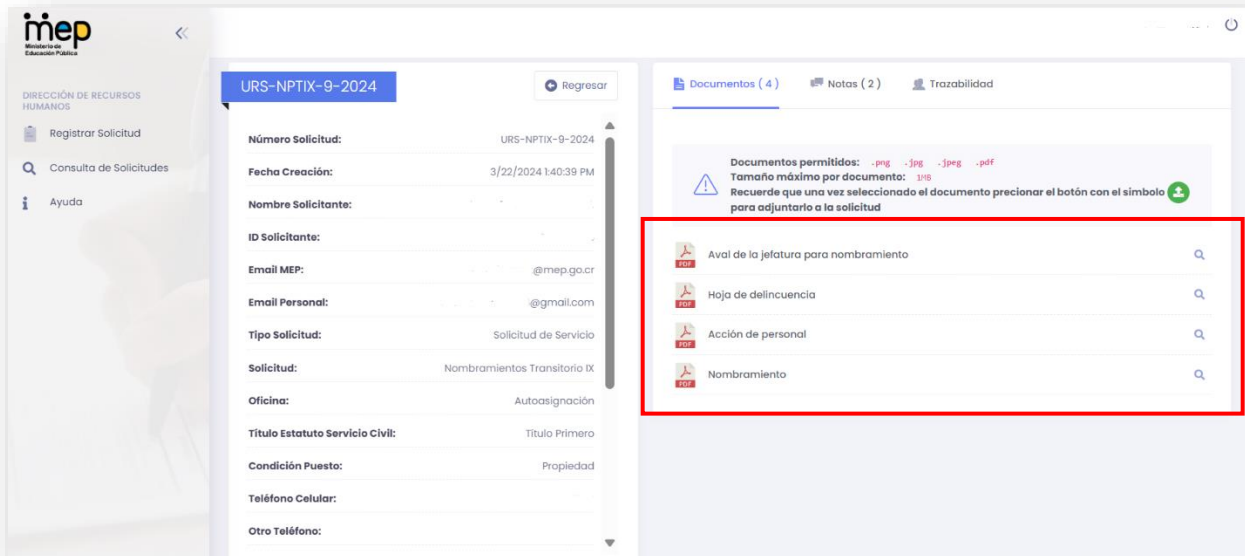 mep
Ministerio de
Educación Pública
DIRECCIÓN DE RECURSOS
HUMANOS
Registrar Solicitud
Consulta de Solicitudes
Ayuda
URS-NPTIX-9-2024
Regresar
Número Solicitud: URS-NPTIX-9-2024
Fecha Creación: 3/22/2024 1:40:39 PM
Nombre Solicitante:
ID Solicitante:
Email MEP: @mep.go.cr
Email Personal: @gmail.com
Tipo Solicitud: Solicitud de Servicio
Solicitud: Nombramientos Transitorio IX
Oficina: Autoasignación
Título Estatuto Servicio Civil: Título Primero
Condición Puesto: Propiedad
Teléfono Celular:
Otro Teléfono:
Documentos ( 4 ) Notas ( 2 ) Trazabilidad
Documentos permitidos: .png .jpg .jpeg .pdf
Tamaño máximo por documento: 1MB
Recuerde que una vez seleccionado el documento precionar el botón con el símbolo
para adjuntarlo a la solicitud
PDF Aval de la jefatura para nombramiento
PDF Hoja de delincuencia
PDF Acción de personal
PDF Nombramiento